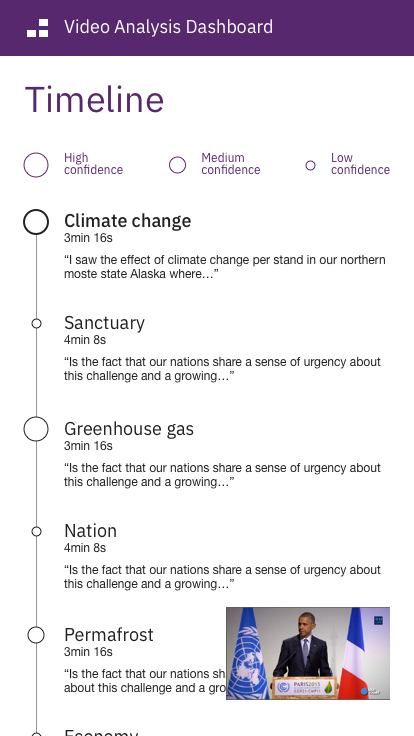 Video Analysis Dashboard
Timeline
High
confidence
Medium
confidence
Low
confidence
Climate change
3min 16s
“I saw the effect of climate change per stand in our northern
moste state Alaska where…”
Sanctuary
4min 8s
“Is the fact that our nations share a sense of urgency about
this challenge and a growing…”
Greenhouse gas
3min 16s
“Is the fact that our nations share a sense of urgency about
this challenge and a growing…”
Nation
4min 8s
“Is the fact that our nations share a sense of urgency about
this challenge and a growing…”
Permafrost
3min 16s
“Is the fact that our nations sh
about this challenge and a gro
PARIS2015
COP21·CMP11
Economy